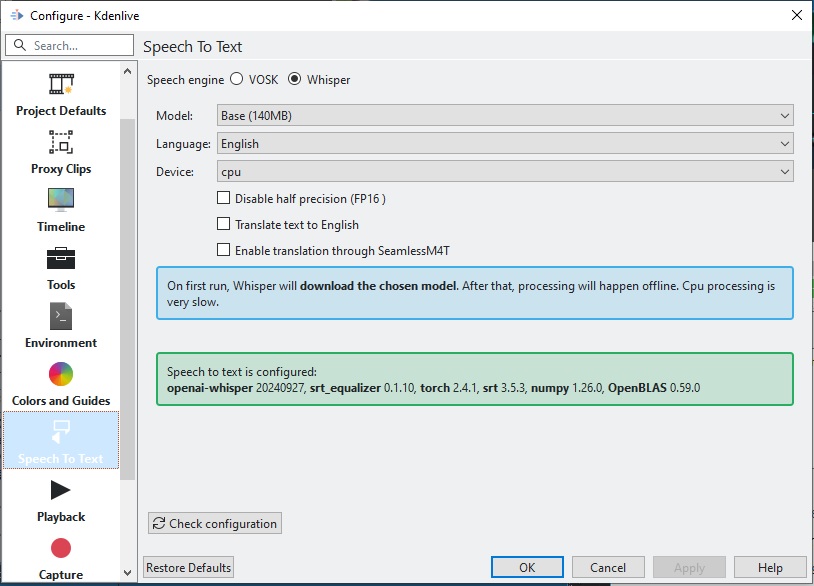 Configure - Kdenlive
Search...
Speech To Text
Project Defaults
Proxy Clips
Timeline
Tools
Environment
Colors and Guides
Speech To Text
Playback
Capture
Speech engine VOSK Whisper
Model: Base (140MB)
Language: English
Device: cpu
Disable half precision (FP16 )
Translate text to English
Enable translation through SeamlessM4T
On first run, Whisper will download the chosen model. After that, processing will happen offline. Cpu processing is
very slow.
Speech to text is configured:
openai-whisper 20240927, srt_equalizer 0.1.10, torch 2.4.1, srt 3.5.3, numpy 1.26.0, OpenBLAS 0.59.0
Check configuration
Restore Defaults OK Cancel Apply Help